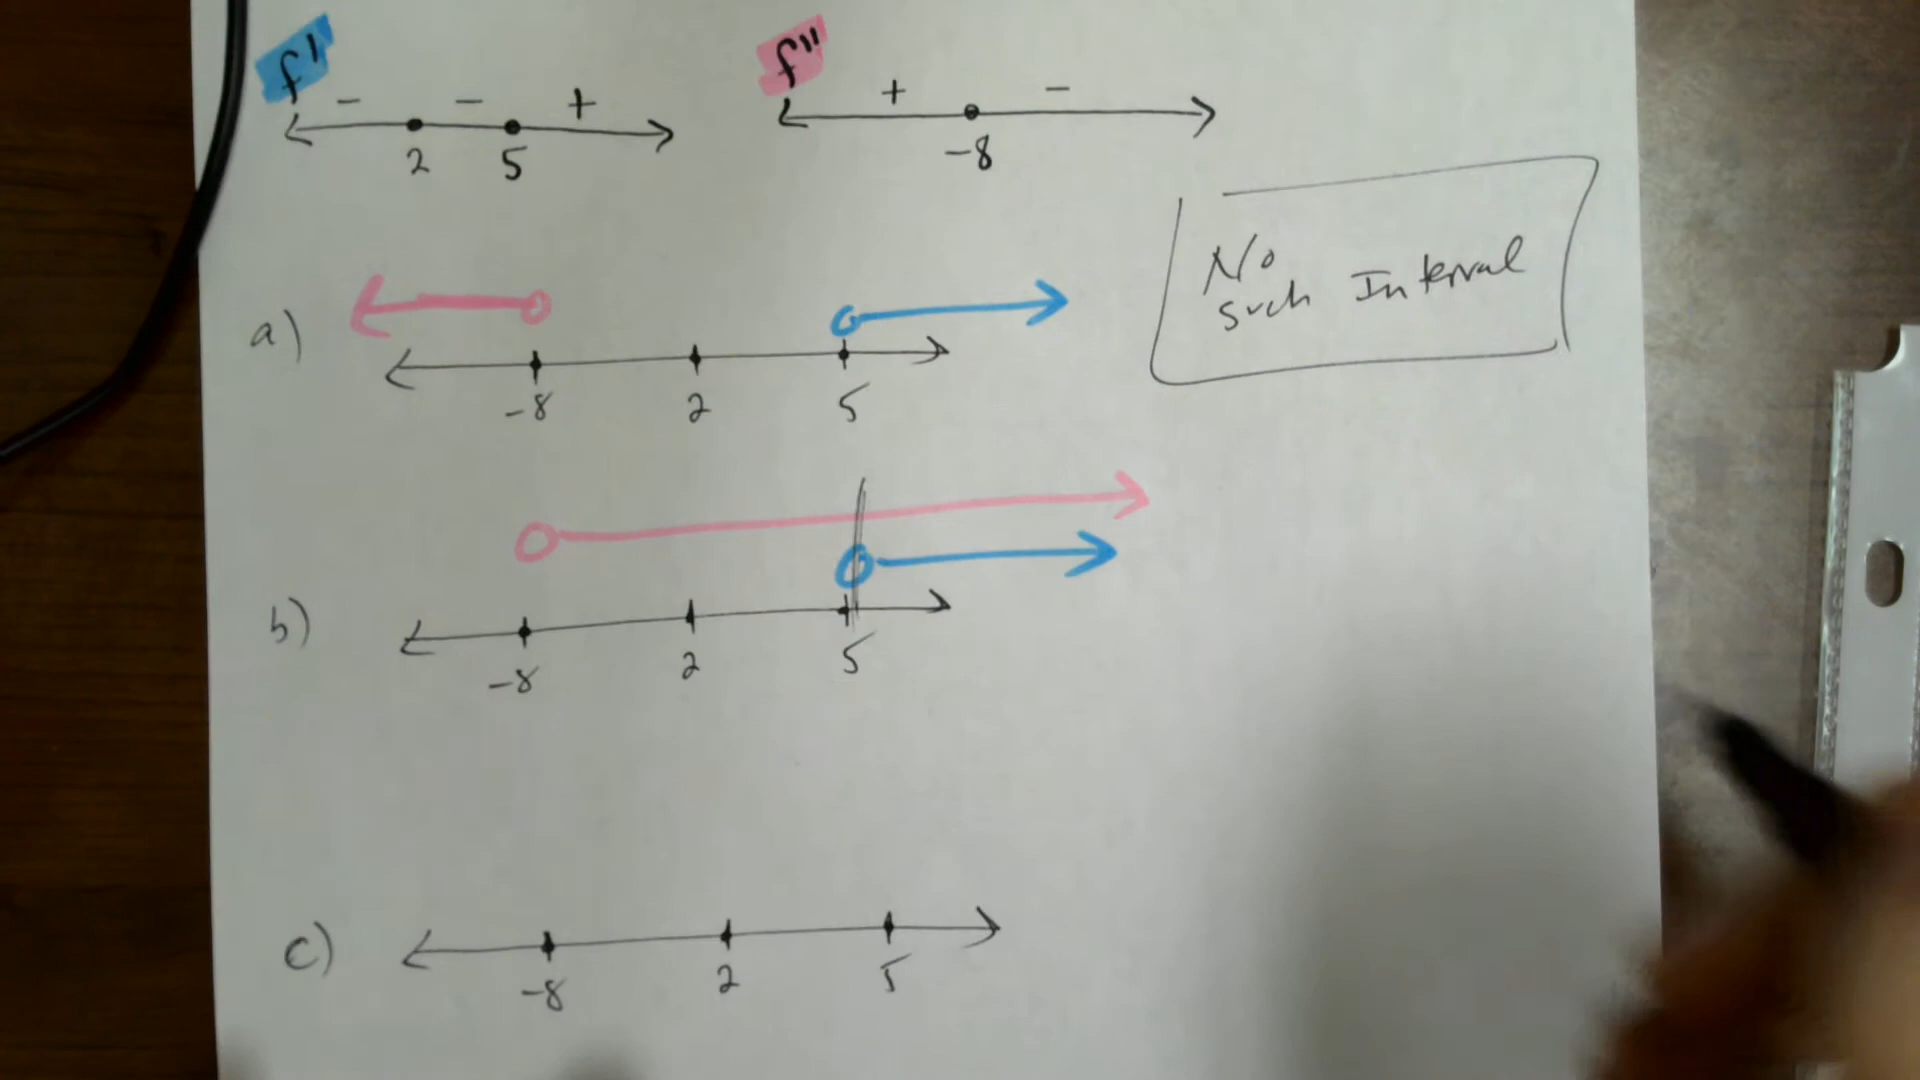 f' f''
- - + + -
2 5 -8
No
such Interval
a)
-8 2 5
b)
-8 2 5
c)
-8 2 5